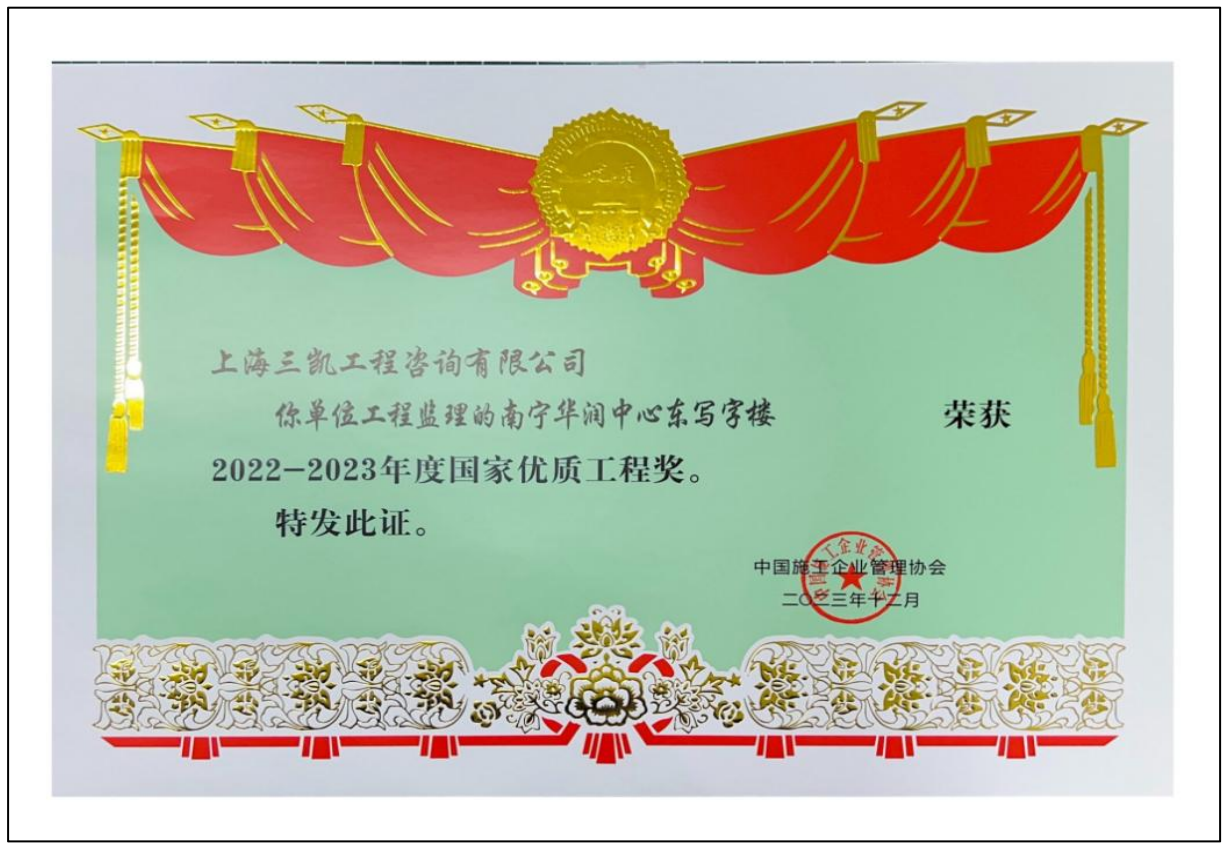 上海三凯工程咨询有限公司
你单位工程监理的南宁华润中心东写字楼 荣获
2022-2023年度国家优质工程奖。
特发此证。
中国施工企业管理协会
二〇二三年十二月